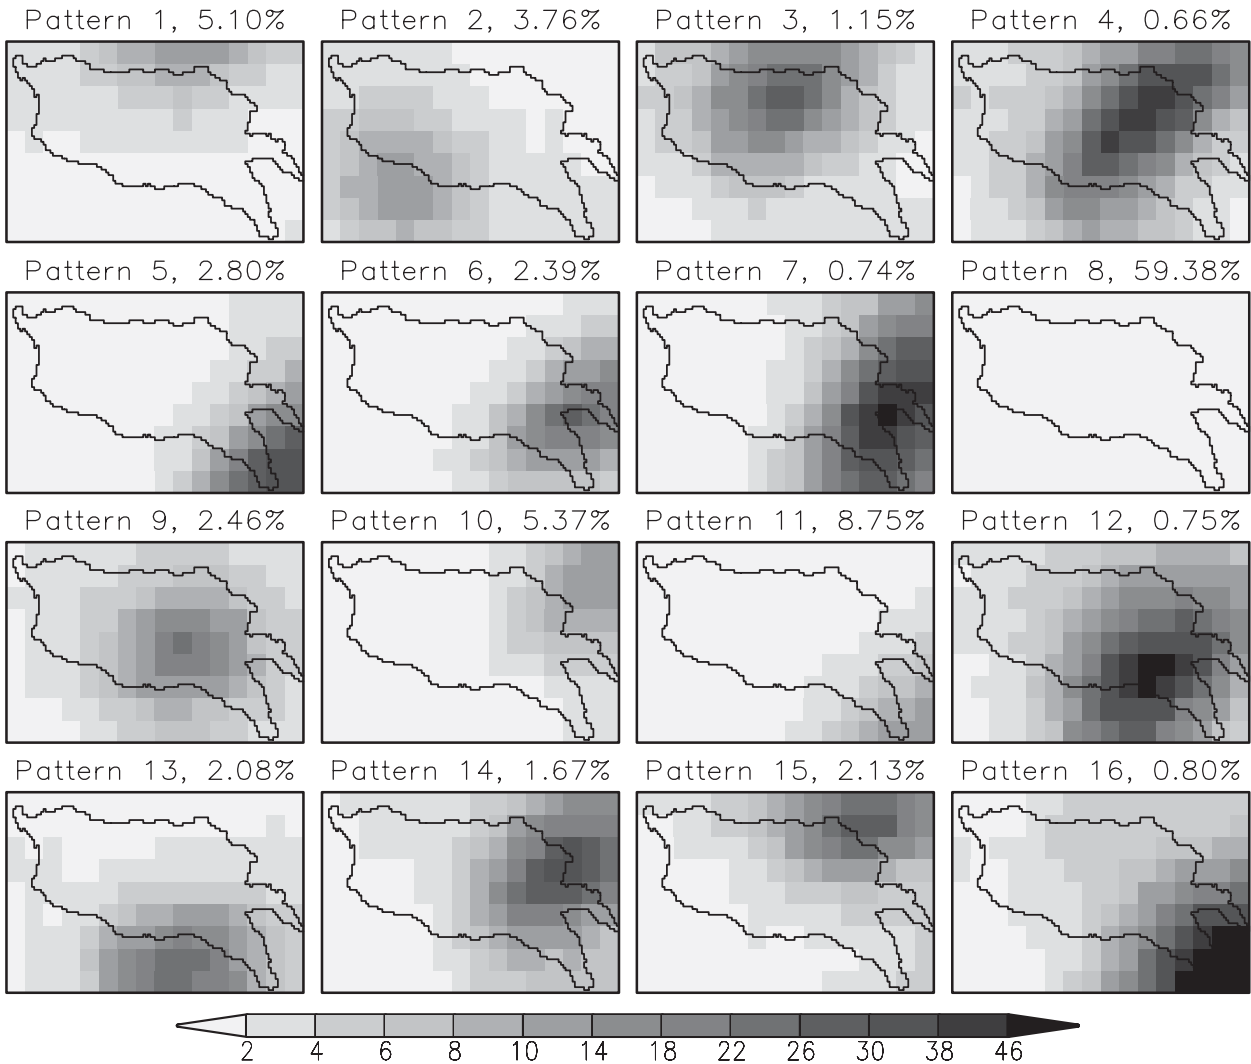 Pattern 1, 5.10% Pattern 2, 3.76% Pattern 3, 1.15% Pattern 4, 0.66%
Pattern 5, 2.80% Pattern 6, 2.39% Pattern 7, 0.74% Pattern 8, 59.38%
Pattern 9, 2.46% Pattern 10, 5.37% Pattern 11, 8.75% Pattern 12, 0.75%
Pattern 13, 2.08% Pattern 14, 1.67% Pattern 15, 2.13% Pattern 16, 0.80%
2 4 6 8 10 14 18 22 26 30 38 46